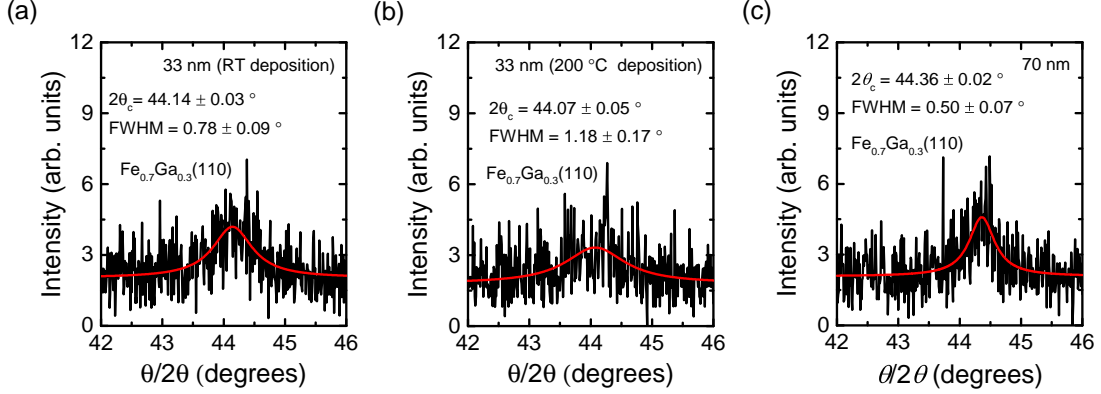 (a)
33 nm (RT deposition)
2θc= 44.14 ± 0.03 °
FWHM = 0.78 ± 0.09 °
Fe0.7Ga0.3(110)
Intensity (arb. units)
12
9
6
3
0
42 43 44 45 46
θ/2θ (degrees)
(b)
33 nm (200 °C deposition)
2θc = 44.07 ± 0.05 °
FWHM = 1.18 ± 0.17 °
Fe0.7Ga0.3(110)
Intensity (arb. units)
12
9
6
3
0
42 43 44 45 46
θ/2θ (degrees)
(c)
70 nm
2θc = 44.36 ± 0.02 °
FWHM = 0.50 ± 0.07 °
Fe0.7Ga0.3(110)
Intensity (arb. units)
12
9
6
3
0
42 43 44 45 46
θ/2θ (degrees)